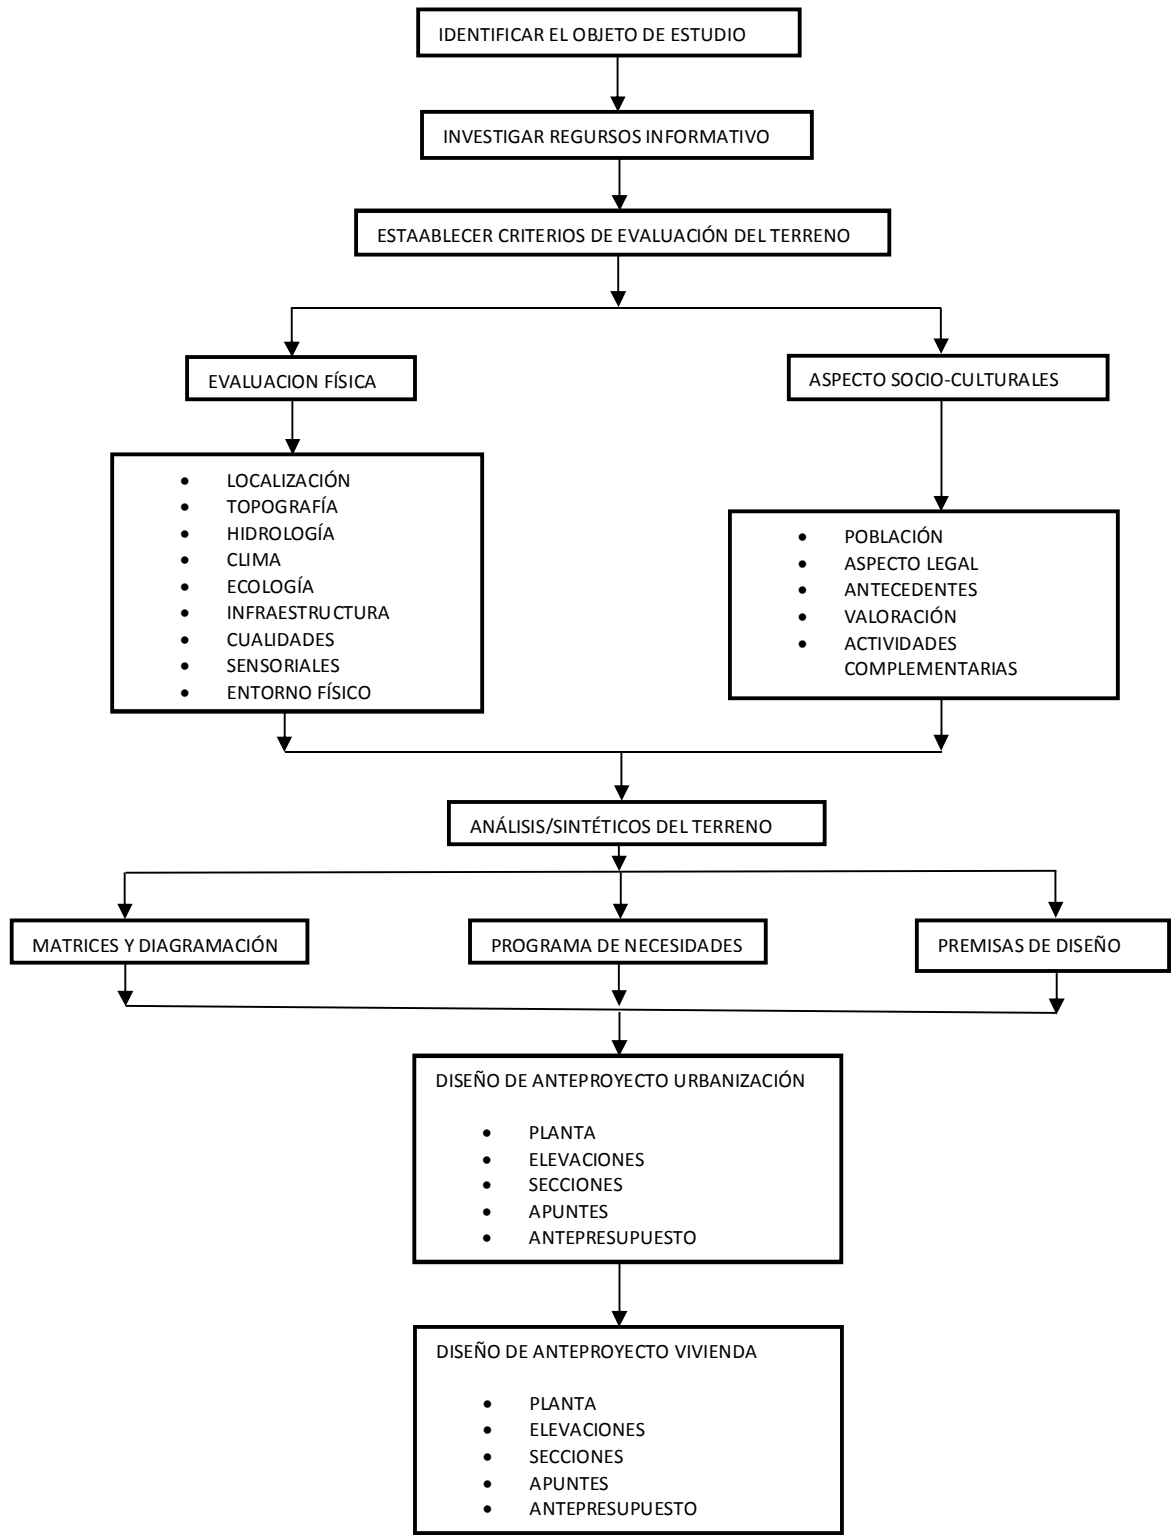 IDENTIFICAR EL OBJETO DE ESTUDIO
INVESTIGAR REGURSOS INFORMATIVO
ESTAABLECER CRITERIOS DE EVALUACIÓN DEL TERRENO
EVALUACION FÍSICA
ASPECTO SOCIO-CULTURALES
• LOCALIZACIÓN
• TOPOGRAFÍA
• HIDROLOGÍA
• CLIMA
• ECOLOGÍA
• INFRAESTRUCTURA
• CUALIDADES
• SENSORIALES
• ENTORNO FÍSICO
• POBLACIÓN
• ASPECTO LEGAL
• ANTECEDENTES
• VALORACIÓN
• ACTIVIDADES
COMPLEMENTARIAS
ANÁLISIS/SINTÉTICOS DEL TERRENO
MATRICES Y DIAGRAMACIÓN
PROGRAMA DE NECESIDADES
PREMISAS DE DISEÑO
DISEÑO DE ANTEPROYECTO URBANIZACIÓN
• PLANTA
• ELEVACIONES
• SECCIONES
• APUNTES
• ANTEPRESUPUESTO
DISEÑO DE ANTEPROYECTO VIVIENDA
• PLANTA
• ELEVACIONES
• SECCIONES
• APUNTES
• ANTEPRESUPUESTO